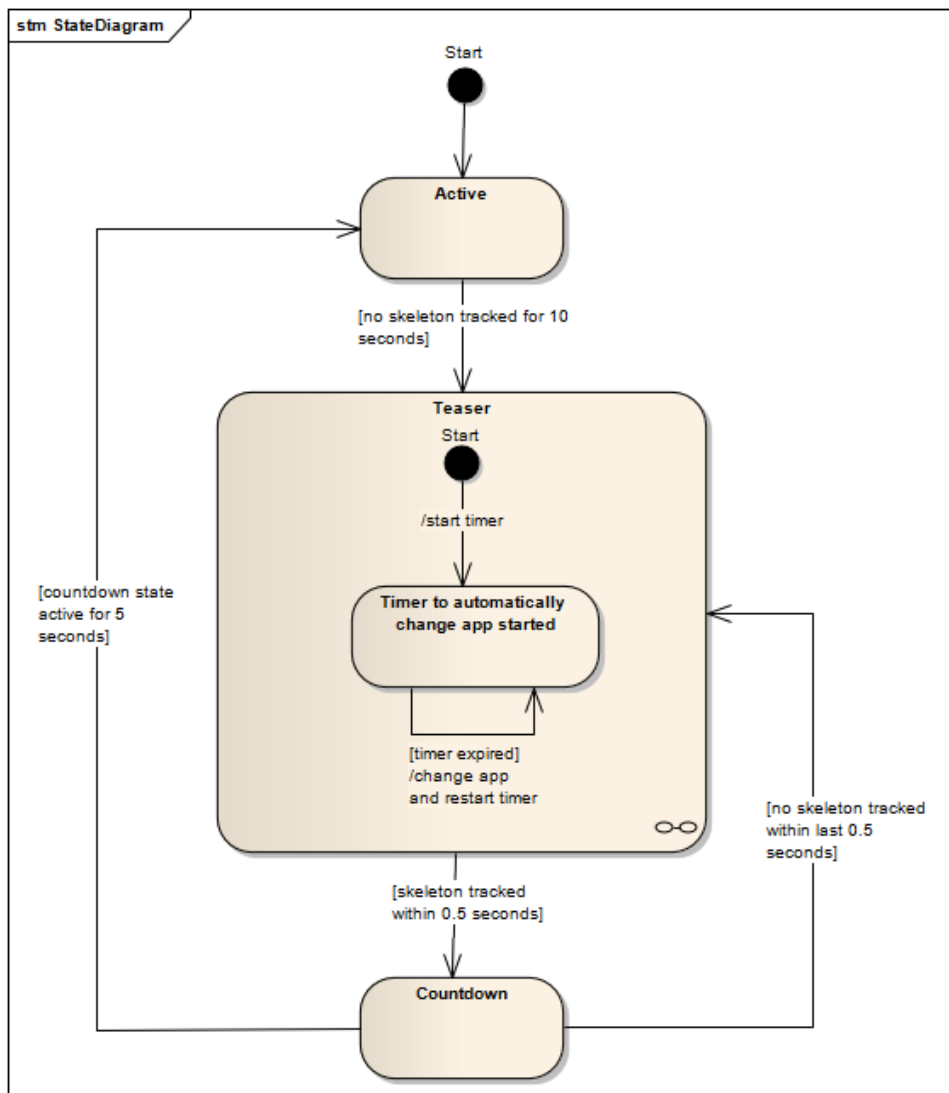 stm StateDiagram
Start
Active
[no skeleton tracked for 10
seconds]
Teaser
Start
/start timer
Timer to automatically
change app started
[timer expired]
/change app
and restart timer
[countdown state
active for 5
seconds]
[no skeleton tracked
within last 0.5
seconds]
[skeleton tracked
within 0.5 seconds]
Countdown